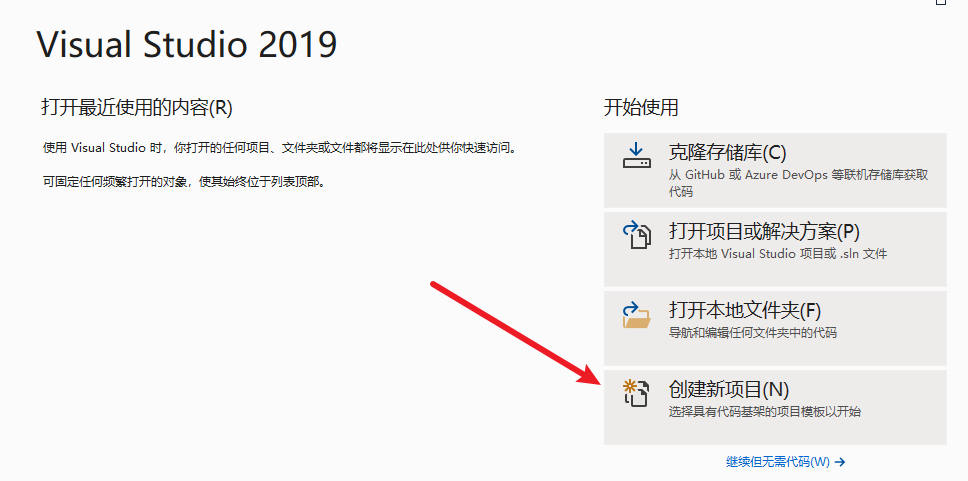 Visual Studio 2019
打开最近使用的内容(R)
使用 Visual Studio 时，你打开的任何项目、文件夹或文件都将显示在此处供你快速访问。
可固定任何频繁打开的对象，使其始终位于列表顶部。
开始使用
克隆存储库(C)
从 GitHub 或 Azure DevOps 等联机存储库获取
代码
打开项目或解决方案(P)
打开本地 Visual Studio 项目或 .sln 文件
打开本地文件夹(F)
导航和编辑任何文件夹中的代码
创建新项目(N)
选择具有代码基架的项目模板以开始
继续但无需代码(W) →